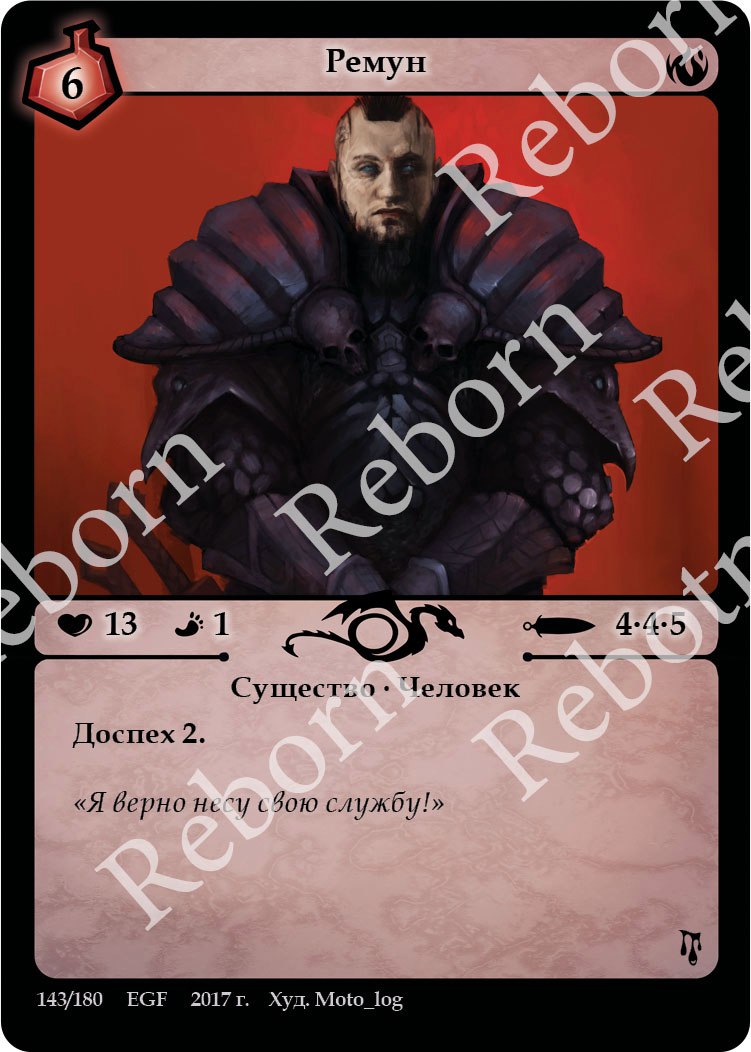 Ремун
6
13
1
4·4·5
Существо · Человек
Доспех 2.
«Я верно несу свою службу!»
143/180 EGF 2017 г. Худ. Moto_log
Reborn
Reborn
Reborn
Reborn
Reborn
Reborn